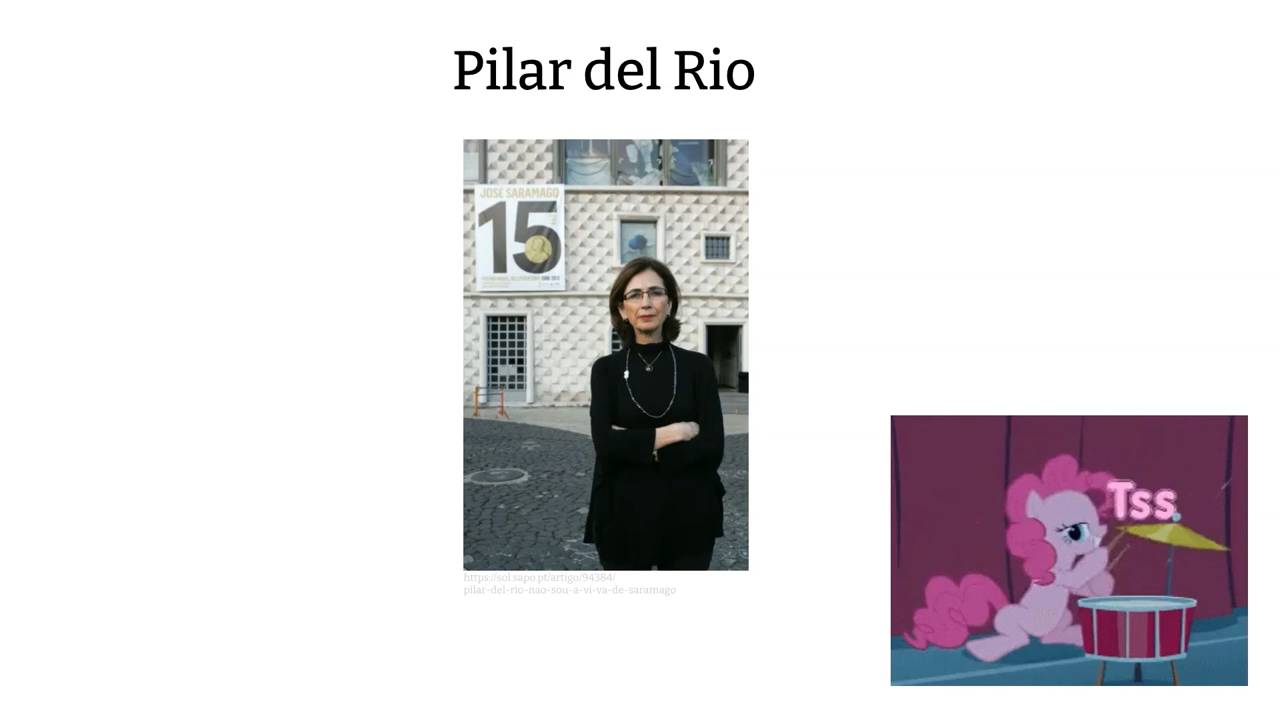 Pilar del Rio
JOSÉ SARAMAGO
15
https://sol.sapo.pt/artigo/94384/
pilar-del-rio-nao-sou-a-vi-va-de-saramago
Tss